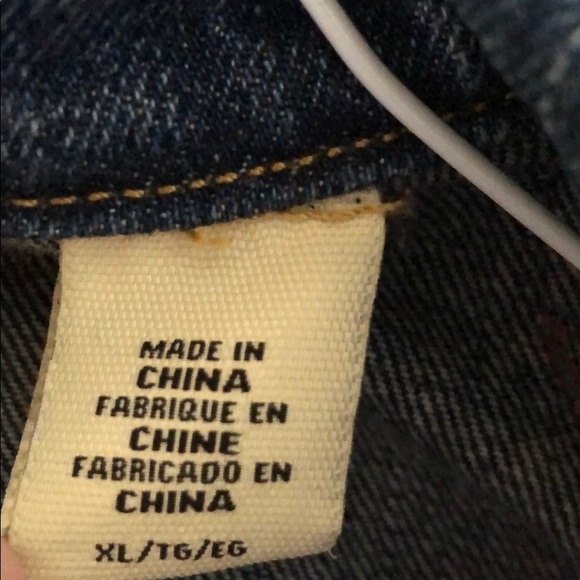 MADE IN
CHINA
FABRIQUE EN
CHINE
FABRICADO EN
CHINA
XL/TG/EG